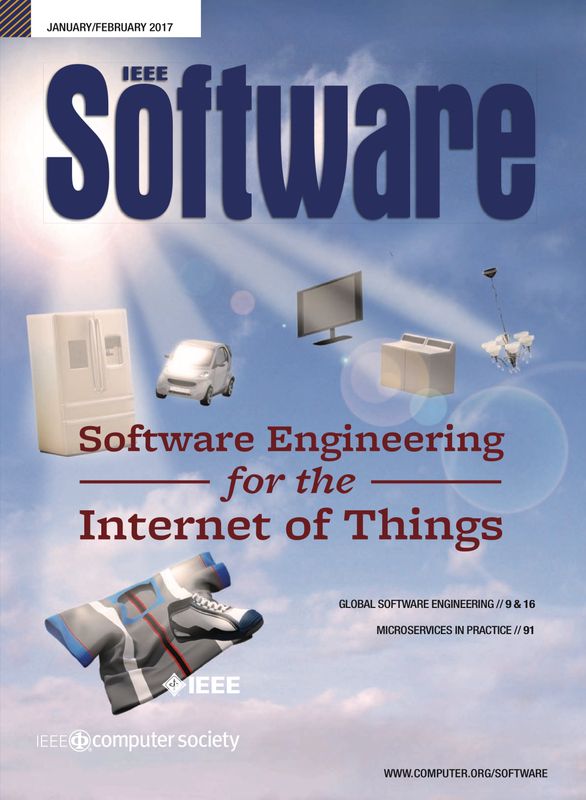 JANUARY/FEBRUARY 2017
IEEE
Software
Software Engineering
for the
Internet of Things
GLOBAL SOFTWARE ENGINEERING // 9 & 16
MICROSERVICES IN PRACTICE // 91
IEEE
IEEE computer society
WWW.COMPUTER.ORG/SOFTWARE